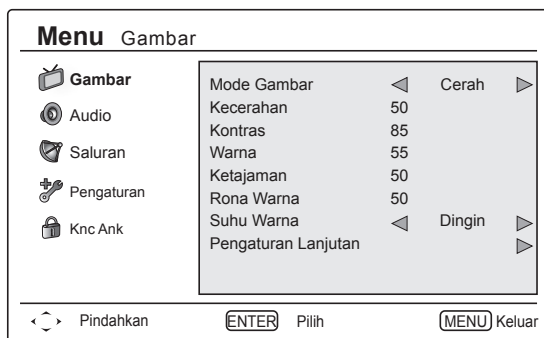 Menu Gambar
Gambar
Audio
Saluran
Pengaturan
Knc Ank
Mode Gambar Cerah
Kecerahan 50
Kontras 85
Warna 55
Ketajaman 50
Rona Warna 50
Suhu Warna Dingin
Pengaturan Lanjutan
Pindahkan ENTER Pilih MENU Keluar